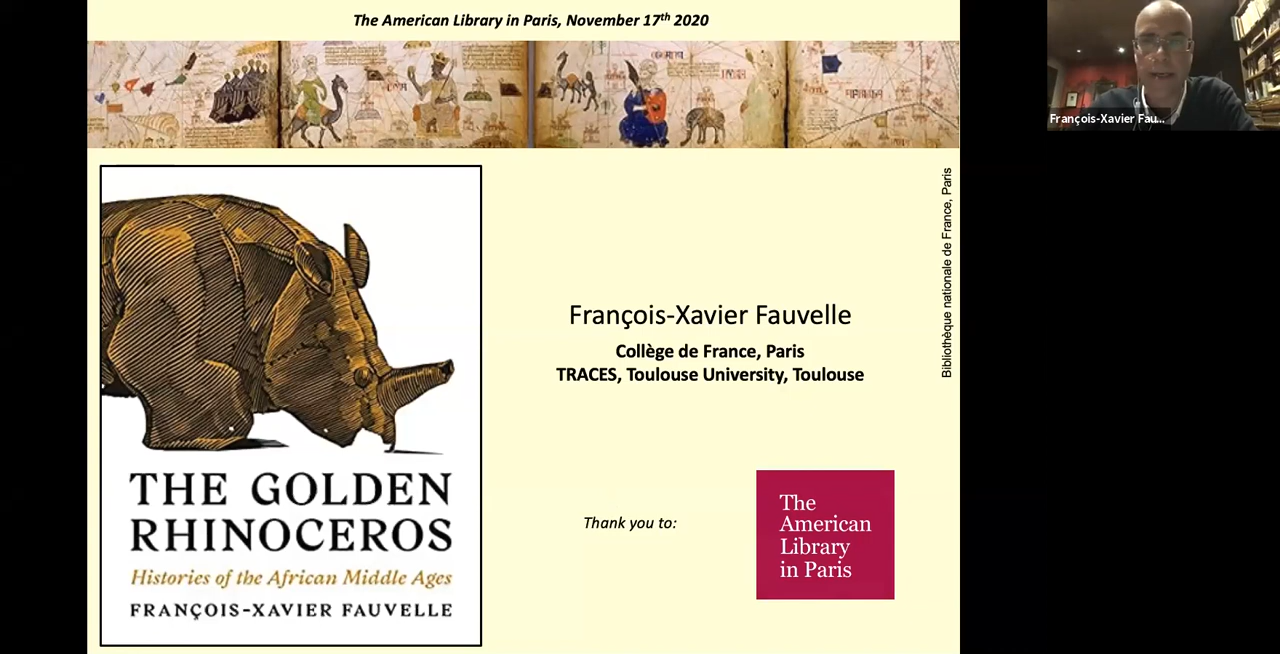 The American Library in Paris, November 17th 2020
François-Xavier Fau...
Bibliothèque nationale de France, Paris
François-Xavier Fauvelle
Collège de France, Paris
TRACES, Toulouse University, Toulouse
THE GOLDEN
RHINOCEROS
Histories of the African Middle Ages
FRANÇOIS-XAVIER FAUVELLE
Thank you to:
The
American
Library
in Paris